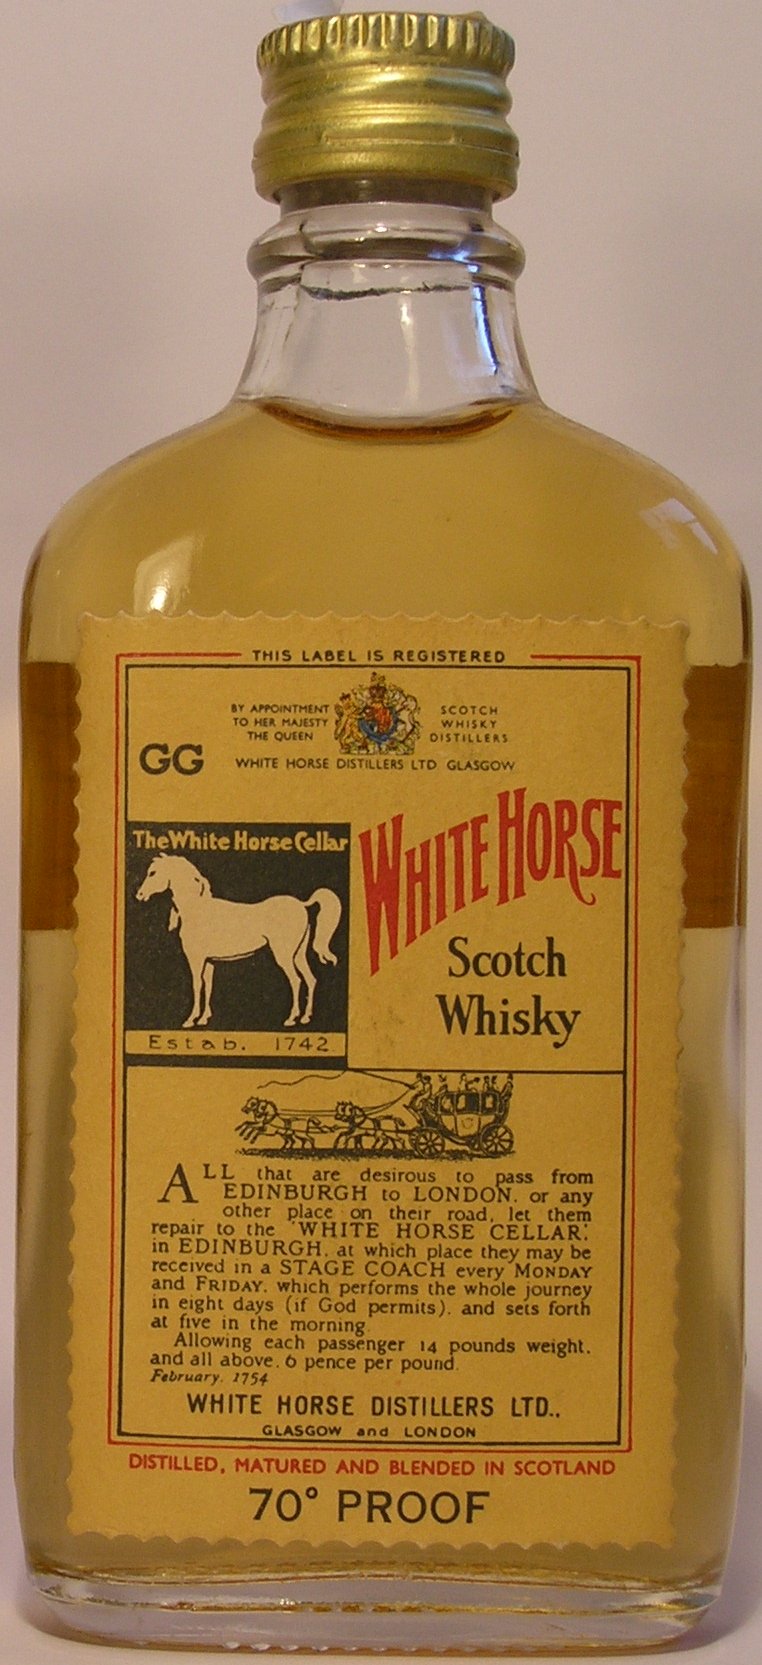 THIS LABEL IS REGISTERED
BY APPOINTMENT
TO HER MAJESTY
THE QUEEN
SCOTCH
WHISKY
DISTILLERS
GG
WHITE HORSE DISTILLERS LTD GLASGOW
The White Horse Cellar
Estab. 1742
WHITE HORSE
Scotch
Whisky
ALL that are desirous to pass from
EDINBURGH to LONDON, or any
other place on their road, let them
repair to the 'WHITE HORSE CELLAR,'
in EDINBURGH, at which place they may be
received in a STAGE COACH every MONDAY
and FRIDAY, which performs the whole journey
in eight days (if God permits), and sets forth
at five in the morning.
Allowing each passenger 14 pounds weight,
and all above, 6 pence per pound.
February, 1754
WHITE HORSE DISTILLERS LTD.,
GLASGOW and LONDON
DISTILLED, MATURED AND BLENDED IN SCOTLAND
70° PROOF